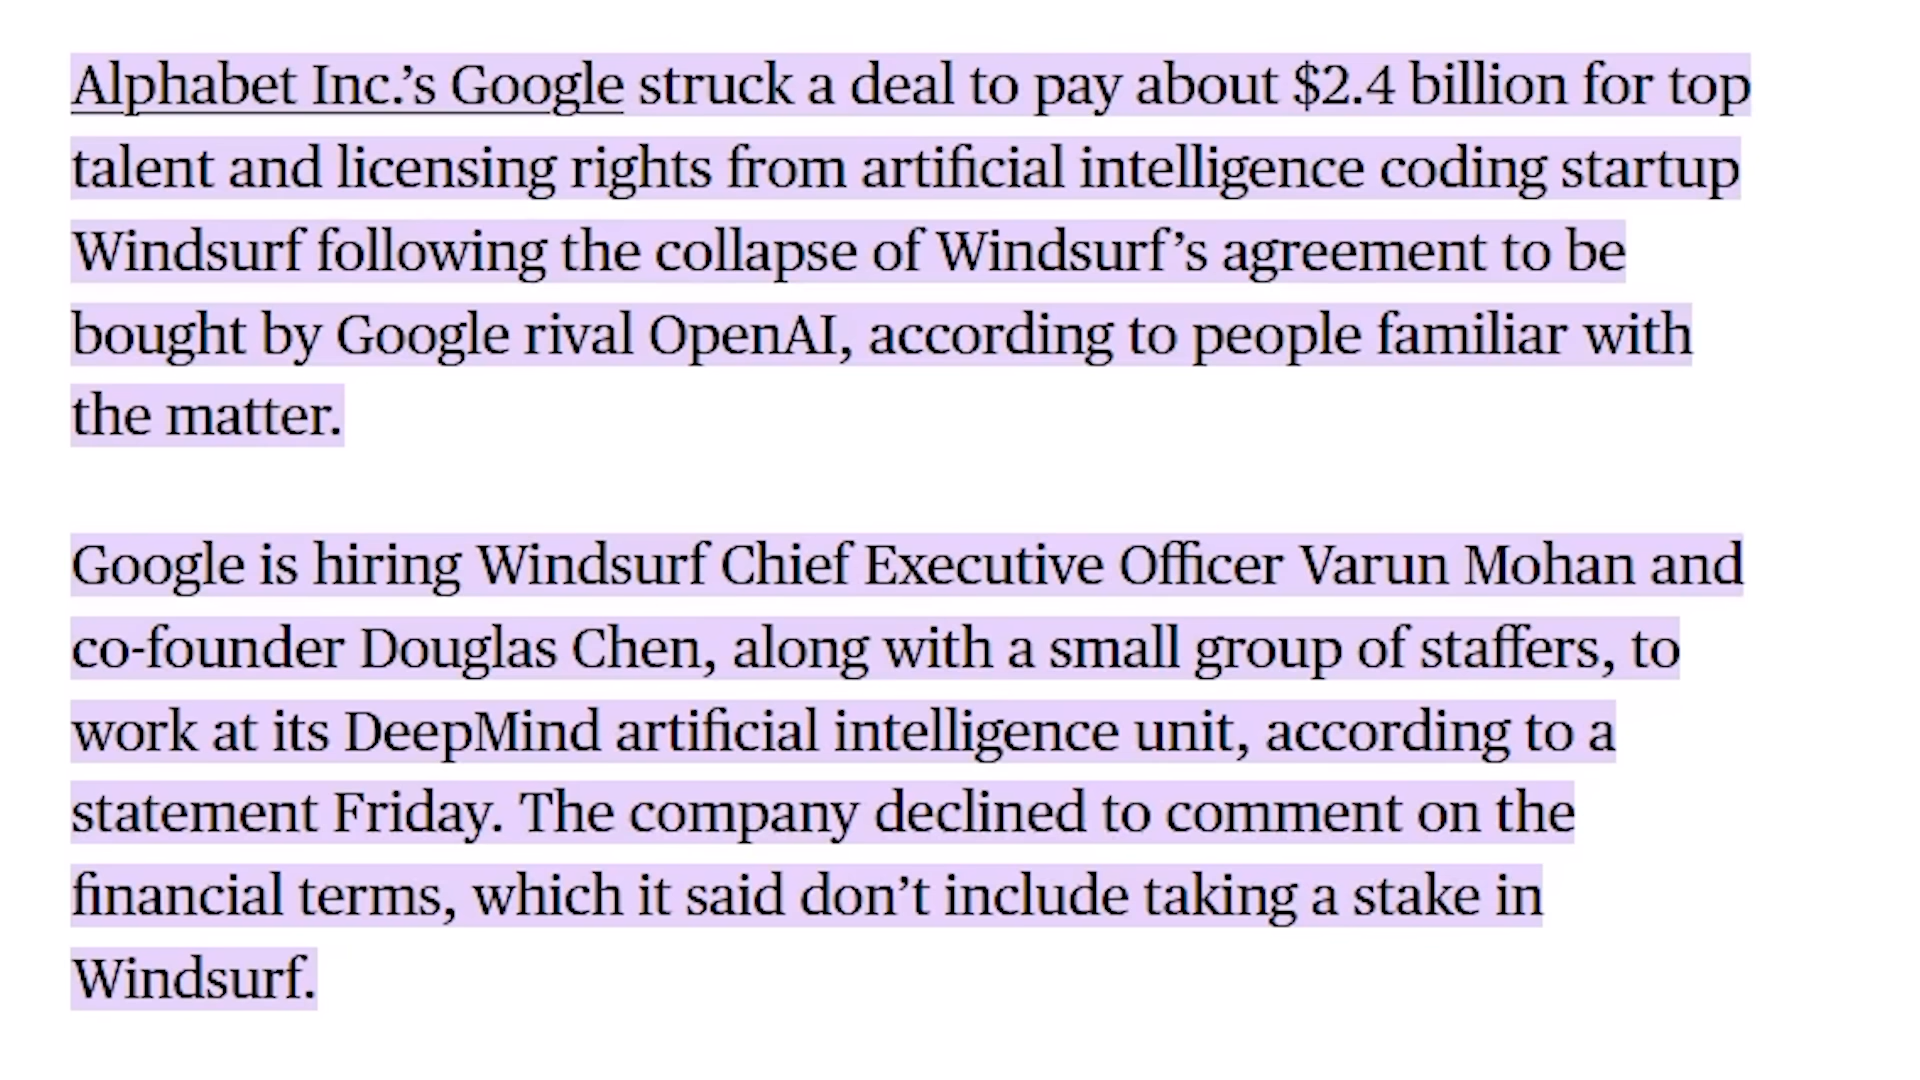 Alphabet Inc.’s Google struck a deal to pay about $2.4 billion for top
talent and licensing rights from artificial intelligence coding startup
Windsurf following the collapse of Windsurf’s agreement to be
bought by Google rival OpenAI, according to people familiar with
the matter.
Google is hiring Windsurf Chief Executive Officer Varun Mohan and
co-founder Douglas Chen, along with a small group of staffers, to
work at its DeepMind artificial intelligence unit, according to a
statement Friday. The company declined to comment on the
financial terms, which it said don’t include taking a stake in
Windsurf.